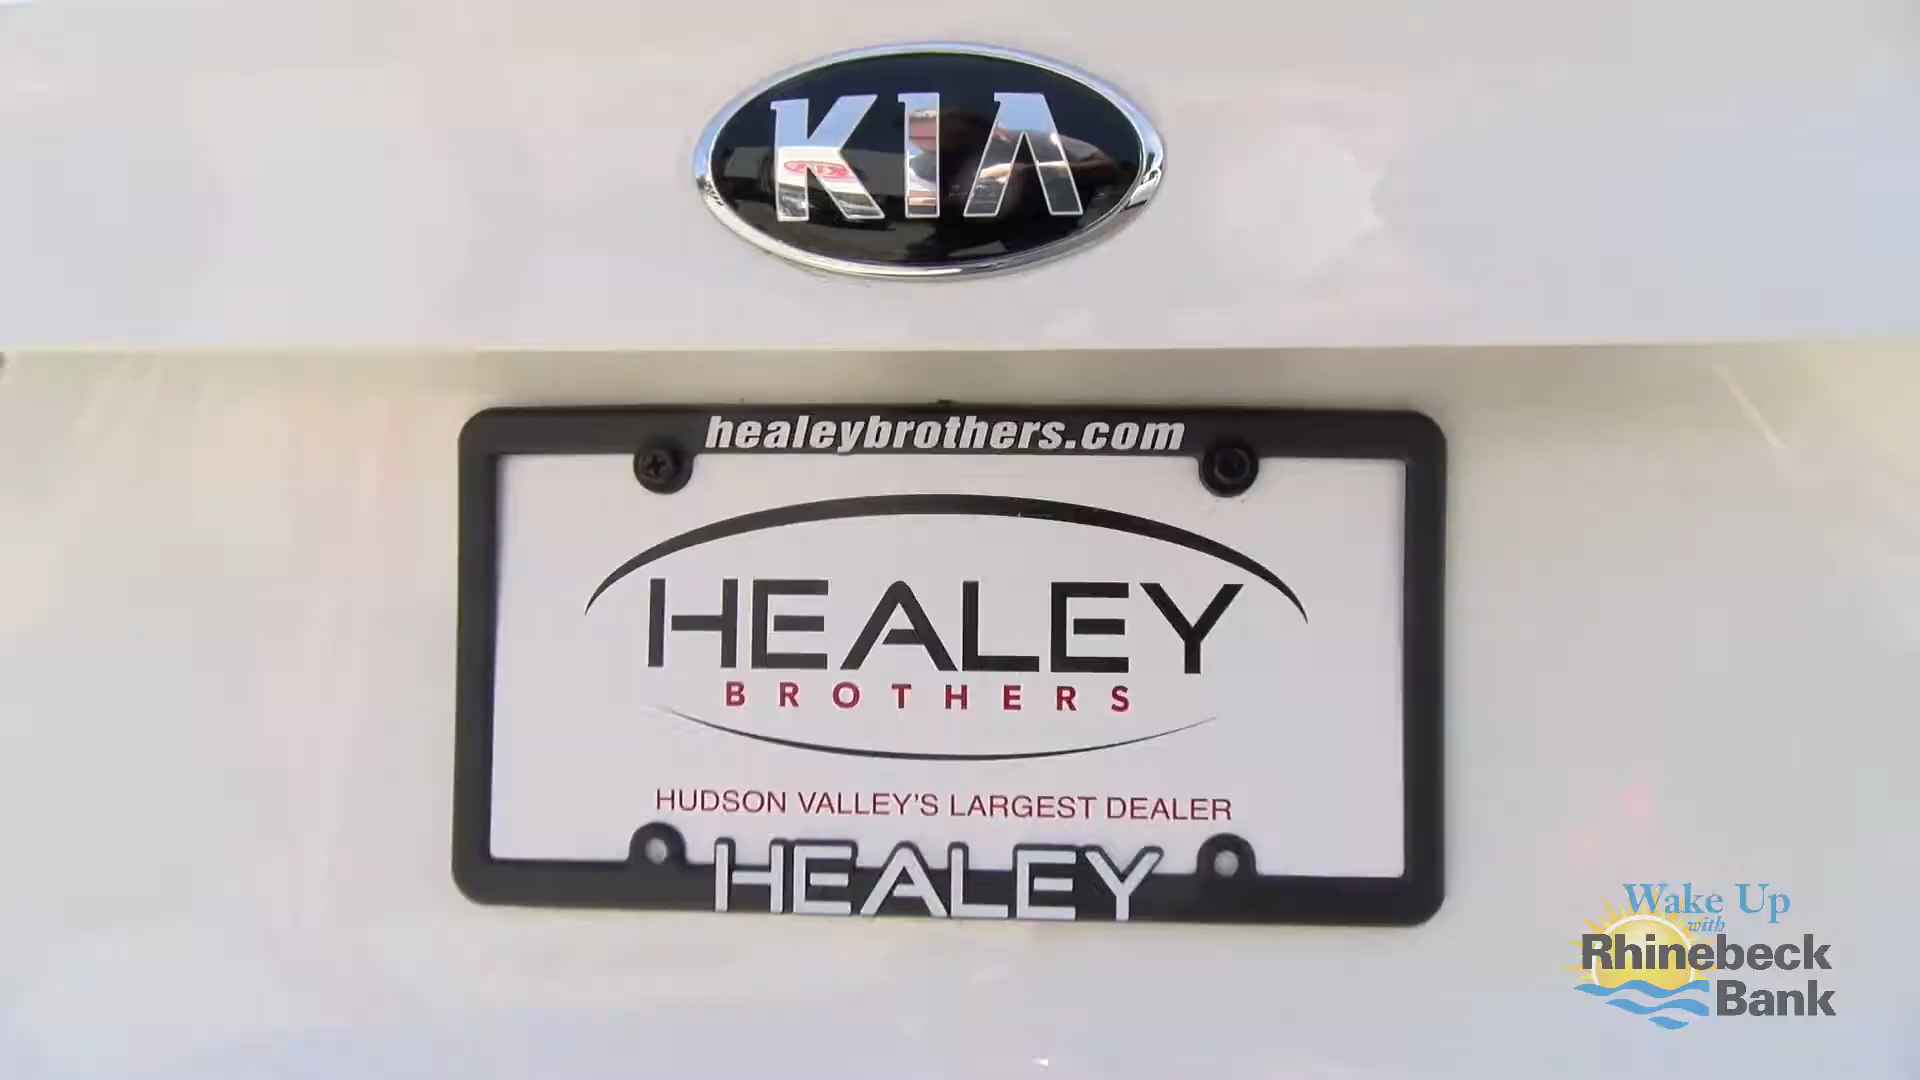 KIA
healeybrothers.com
HEALEY
BROTHERS
HUDSON VALLEY'S LARGEST DEALER
HEALEY
Wake Up
with
Rhinebeck
Bank